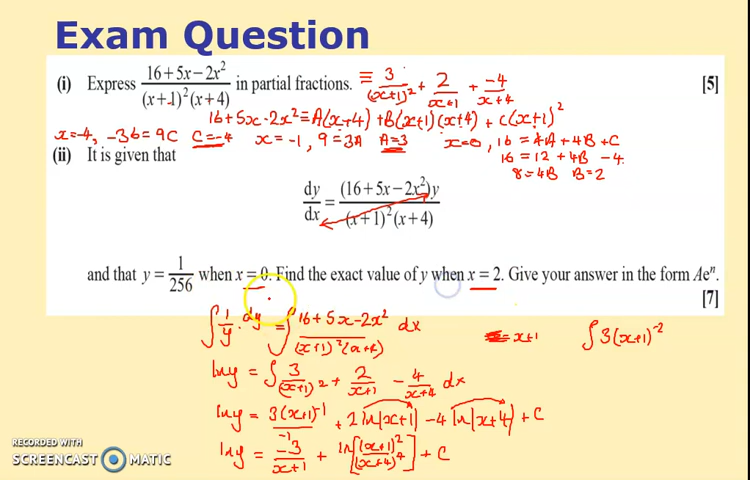 Exam Question
(i) Express (16+5x−2x²)/((x+1)²(x+4)) in partial fractions. ≡ 3/(x+1)² + 2/(x+1) + −4/(x+4) [5]
16+5x−2x² ≡ A(x+4) + B(x+1)(x+4) + C(x+1)²
x=−4, −36=9C C=−4 x=−1, 9=3A A=3 x=0, 16=4A+4B+C
(ii) It is given that 16=12+4B−4
8=4B B=2
dy/dx = (16+5x−2x²)y/((x+1)²(x+4))
and that y = 1/256 when x = 0. Find the exact value of y when x = 2. Give your answer in the form Aeⁿ.
[7]
∫ 1/y · dy = ∫ (16+5x−2x²)/((x+1)²(x+4)) dx = x+1 ∫ 3(x+1)⁻²
ln y = ∫ 3/(x+1)² + 2/(x+1) − 4/(x+4) dx
ln y = 3(x+1)⁻¹/−1 + 2 ln|x+1| − 4 ln|x+4| + C
ln y = −3/(x+1) + ln[(x+1)²/(x+4)⁴] + C
RECORDED WITH
SCREENCAST MATIC